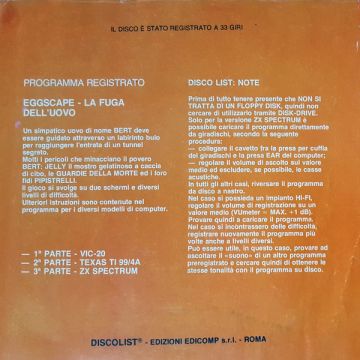 IL DISCO È STATO REGISTRATO A 33 GIRI
PROGRAMMA REGISTRATO
EGGSCAPE - LA FUGA
DELL'UOVO
Un simpatico uovo di nome BERT deve
essere guidato attraverso un labirinto buio
per raggiungere l'entrata di un tunnel
segreto.
Molti i pericoli che minacciano il povero
BERT: JELLY il mostro gelatinoso a caccia
di cibo, le GUARDIE DELLA MORTE ed i loro
fidi PIPISTRELLI.
Il gioco si svolge su due schermi e diversi
livelli di difficoltà.
Ulteriori istruzioni sono contenute nel
programma per i diversi modelli di computer.
— 1ª PARTE - VIC-20
— 2ª PARTE - TEXAS TI 99/4A
— 3ª PARTE - ZX SPECTRUM
DISCO LIST: NOTE
Prima di tutto tenere presente che NON SI
TRATTA DI UN FLOPPY DISK, quindi non
cercare di utilizzarlo tramite DISK-DRIVE.
Solo per la versione ZX SPECTRUM è
possibile caricare il programma direttamente
da giradischi, secondo la seguente
procedura:
— collegare il cavetto fra la presa per cuffia
del giradischi e la presa EAR del computer;
— regolare il volume di ascolto sul valore
medio ed escludere, se possibile, le casse
acustiche.
In tutti gli altri casi, riversare il programma
da disco a nastro.
Nel caso si possieda un impianto HI-FI,
regolare il volume di registrazione su un
valore medio (VUmeter ~ MAX. +1 dB).
Provare quindi a caricare il programma.
Nel caso si incontrassero delle difficoltà,
registrare nuovamente il programma più
volte anche a livelli diversi.
Può essere utile, in questo caso, provare ad
ascoltare il «suono» di un altro programma
preregistrato e cercare quindi di ottenere le
stesse tonalità con il programma su disco.
DISCOLIST® - EDIZIONI EDICOMP s.r.l. - ROMA